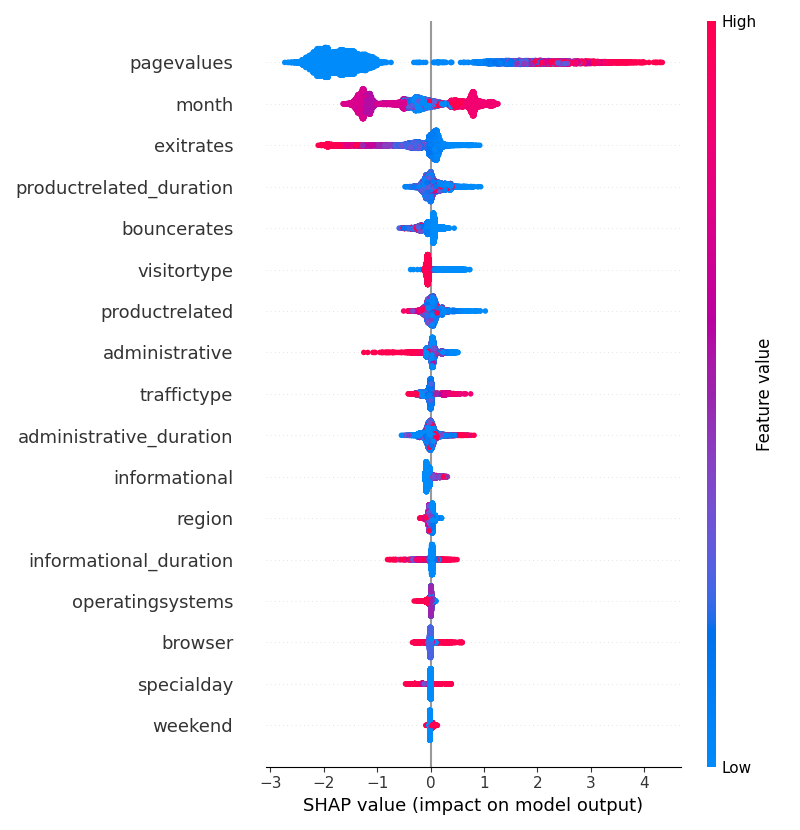 High
pagevalues
month
exitrates
productrelated_duration
bouncerates
visitortype
productrelated
administrative
traffictype
administrative_duration
informational
region
informational_duration
operatingsystems
browser
specialday
weekend
Feature value
Low
−3 −2 −1 0 1 2 3 4
SHAP value (impact on model output)